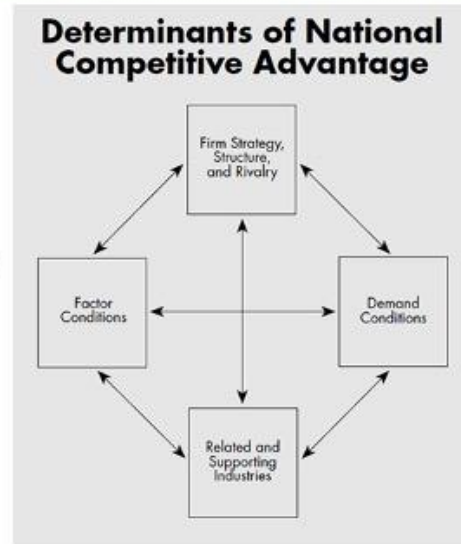 Determinants of National
Competitive Advantage
Firm Strategy,
Structure,
and Rivalry
Factor
Conditions
Demand
Conditions
Related and
Supporting
Industries